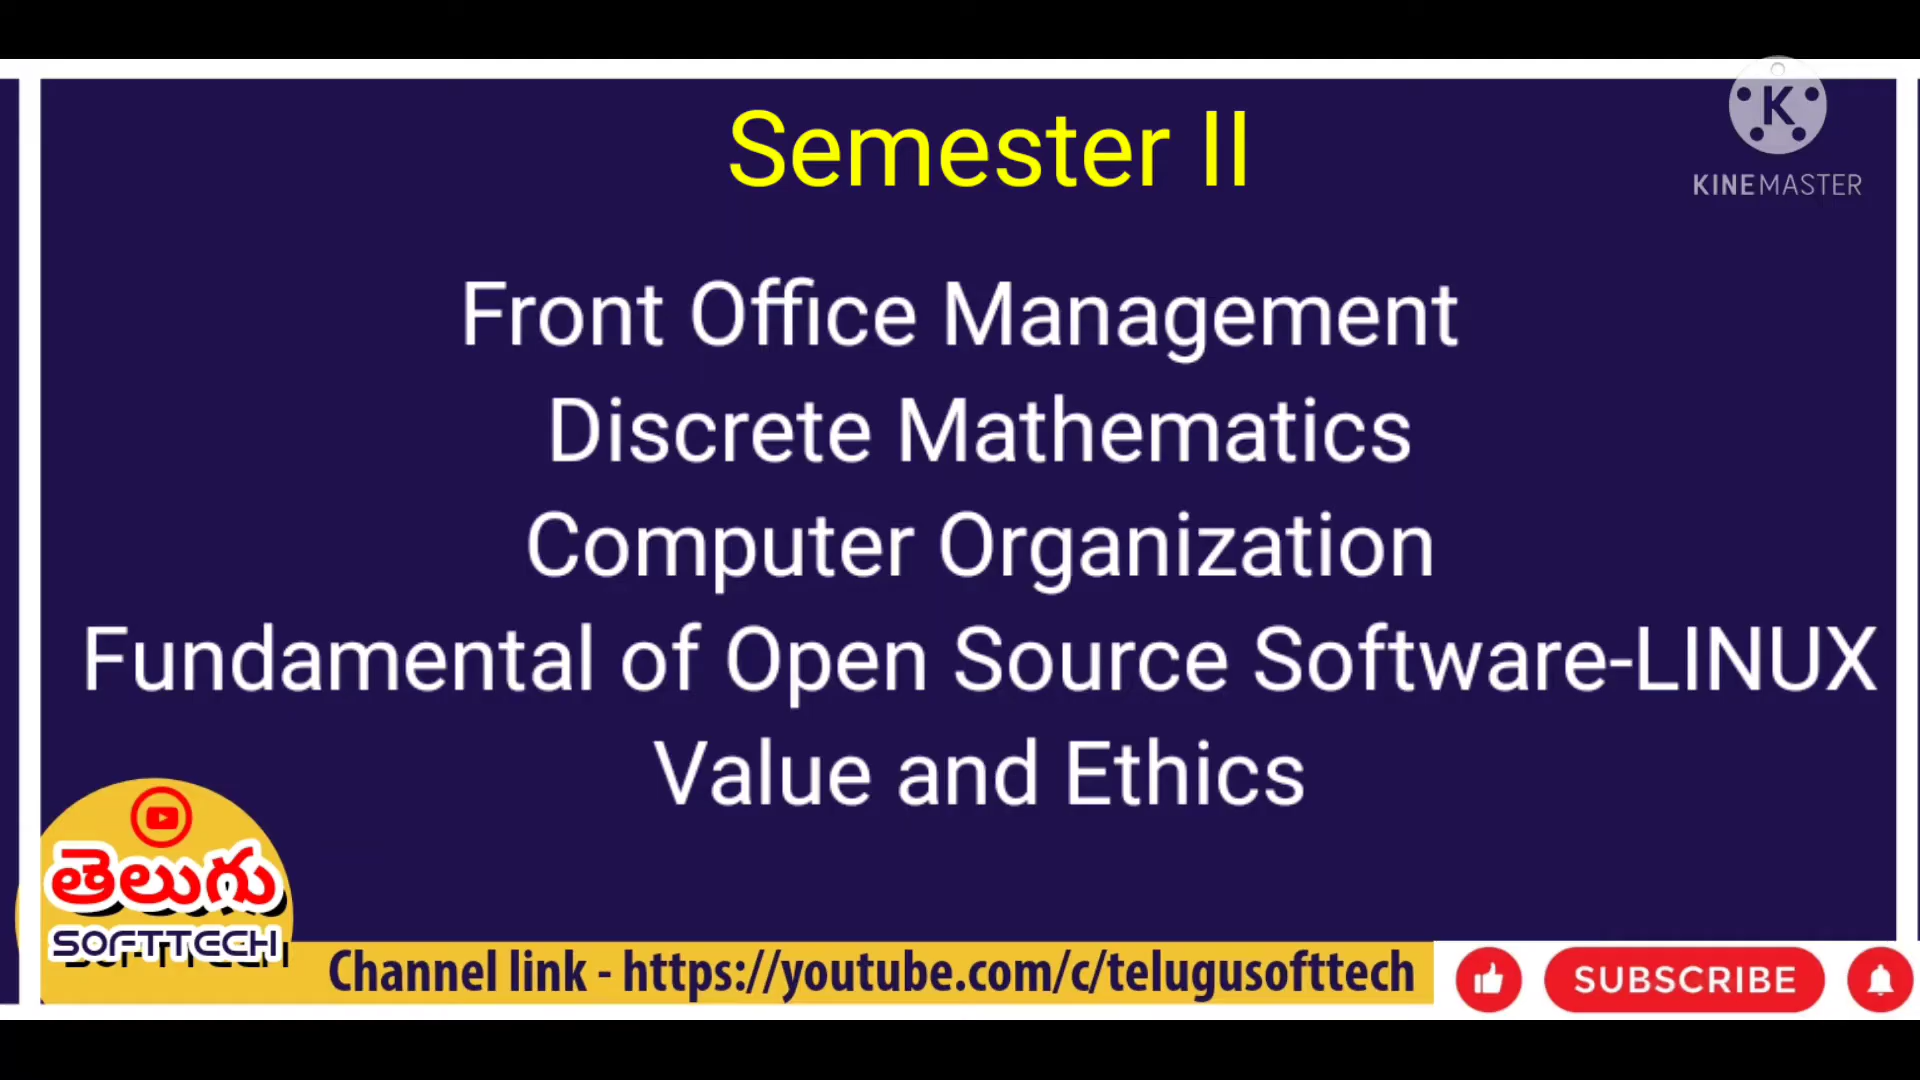 Semester II
K
KINEMASTER
Front Office Management
Discrete Mathematics
Computer Organization
Fundamental of Open Source Software-LINUX
Value and Ethics
తెలుగు
SOFTTECH
Channel link - https://youtube.com/c/telugusofttech
SUBSCRIBE